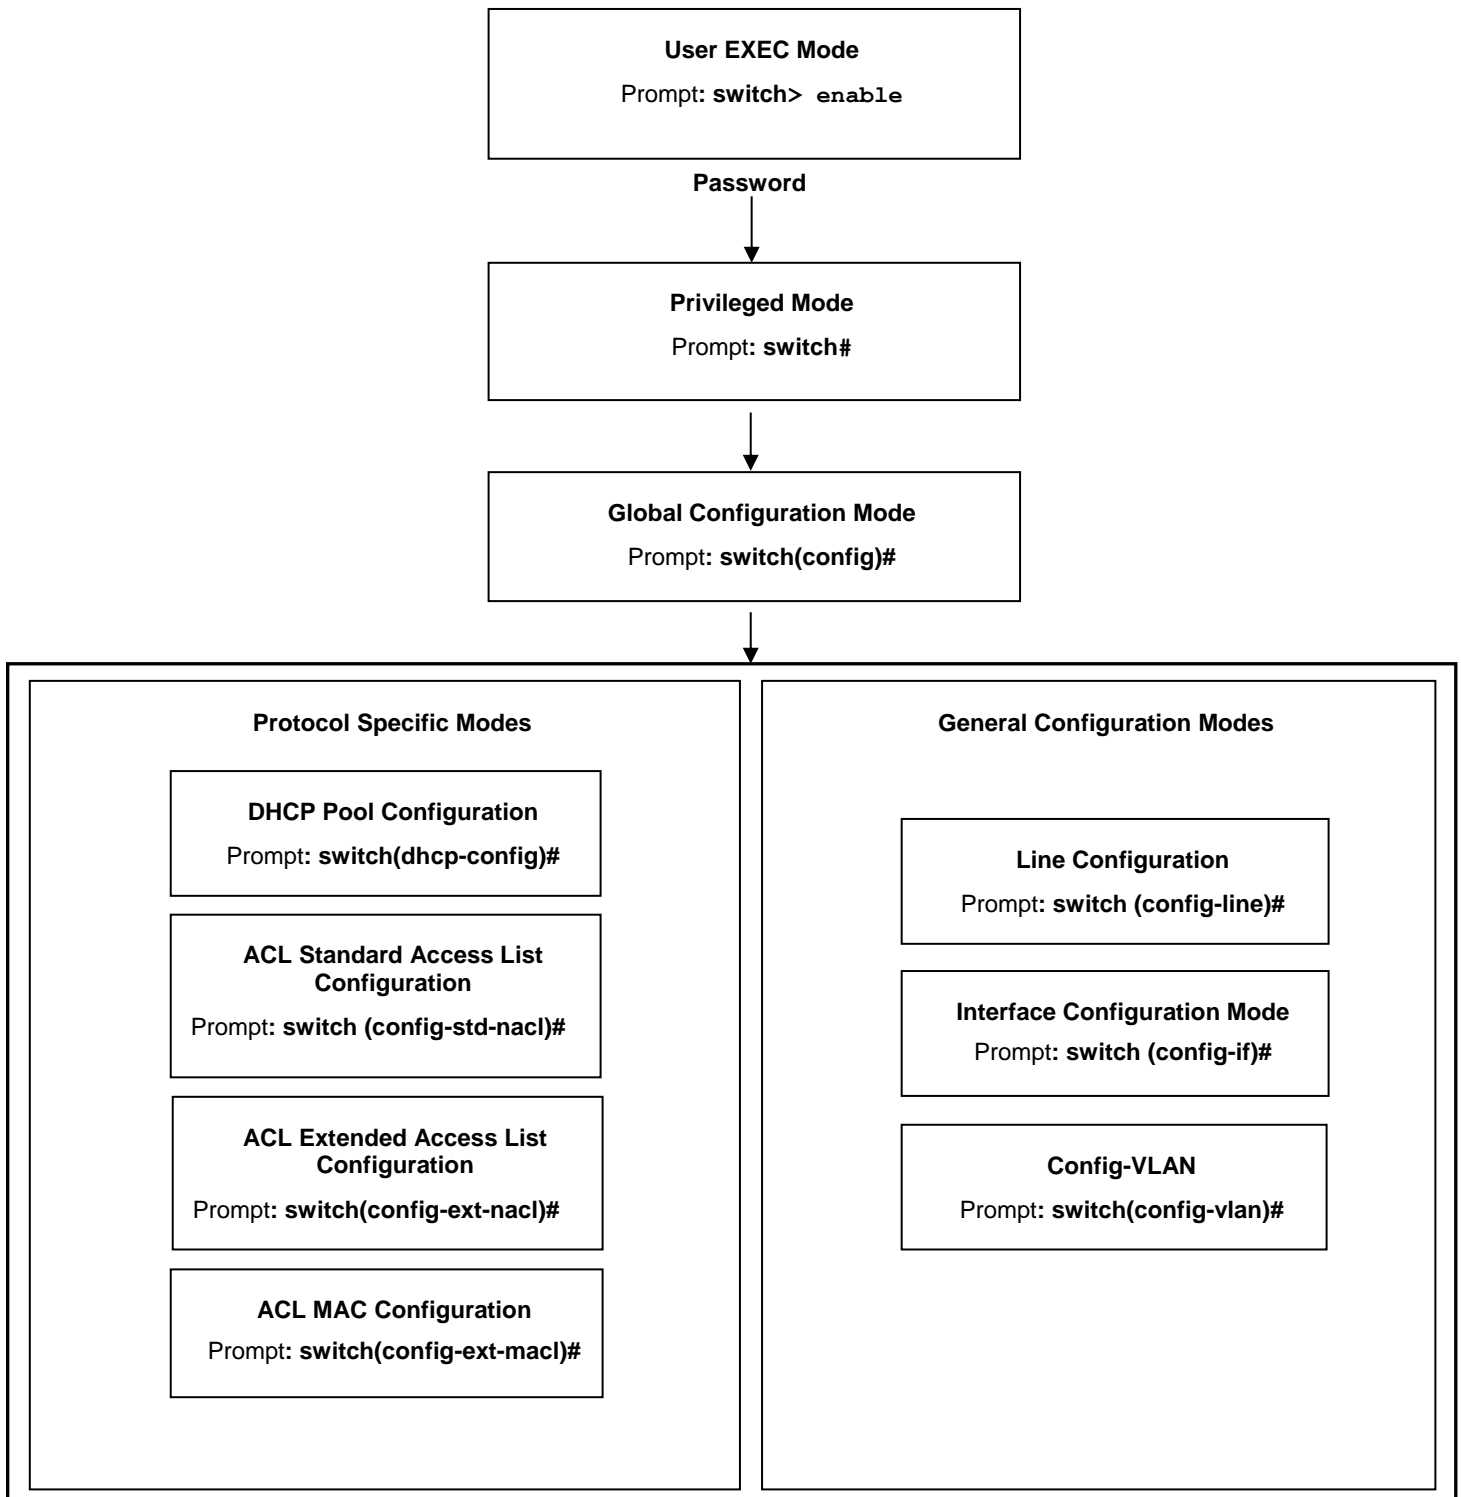 User EXEC Mode
Prompt: switch> enable
Password
Privileged Mode
Prompt: switch#
Global Configuration Mode
Prompt: switch(config)#
Protocol Specific Modes
DHCP Pool Configuration
Prompt: switch(dhcp-config)#
ACL Standard Access List
Configuration
Prompt: switch (config-std-nacl)#
ACL Extended Access List
Configuration
Prompt: switch(config-ext-nacl)#
ACL MAC Configuration
Prompt: switch(config-ext-macl)#
General Configuration Modes
Line Configuration
Prompt: switch (config-line)#
Interface Configuration Mode
Prompt: switch (config-if)#
Config-VLAN
Prompt: switch(config-vlan)#